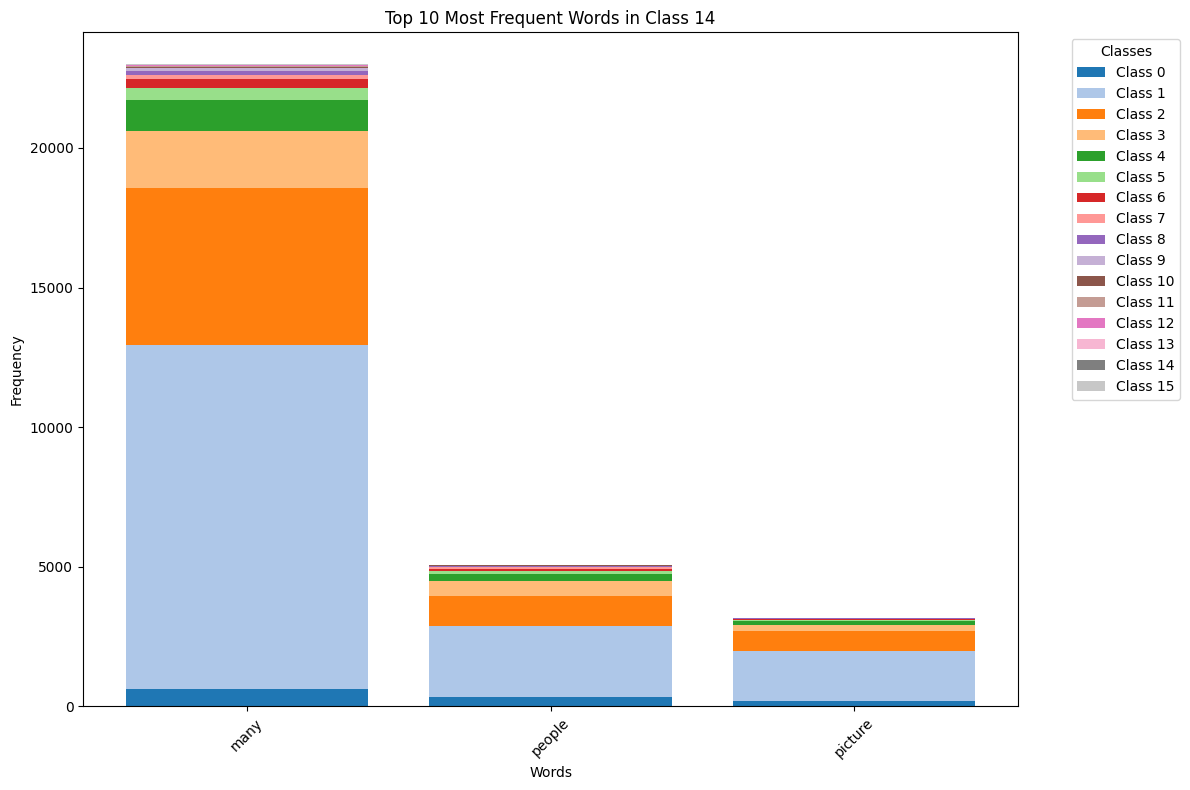 Top 10 Most Frequent Words in Class 14
Frequency
20000
15000
10000
5000
0
many
people
picture
Words
Classes
Class 0
Class 1
Class 2
Class 3
Class 4
Class 5
Class 6
Class 7
Class 8
Class 9
Class 10
Class 11
Class 12
Class 13
Class 14
Class 15